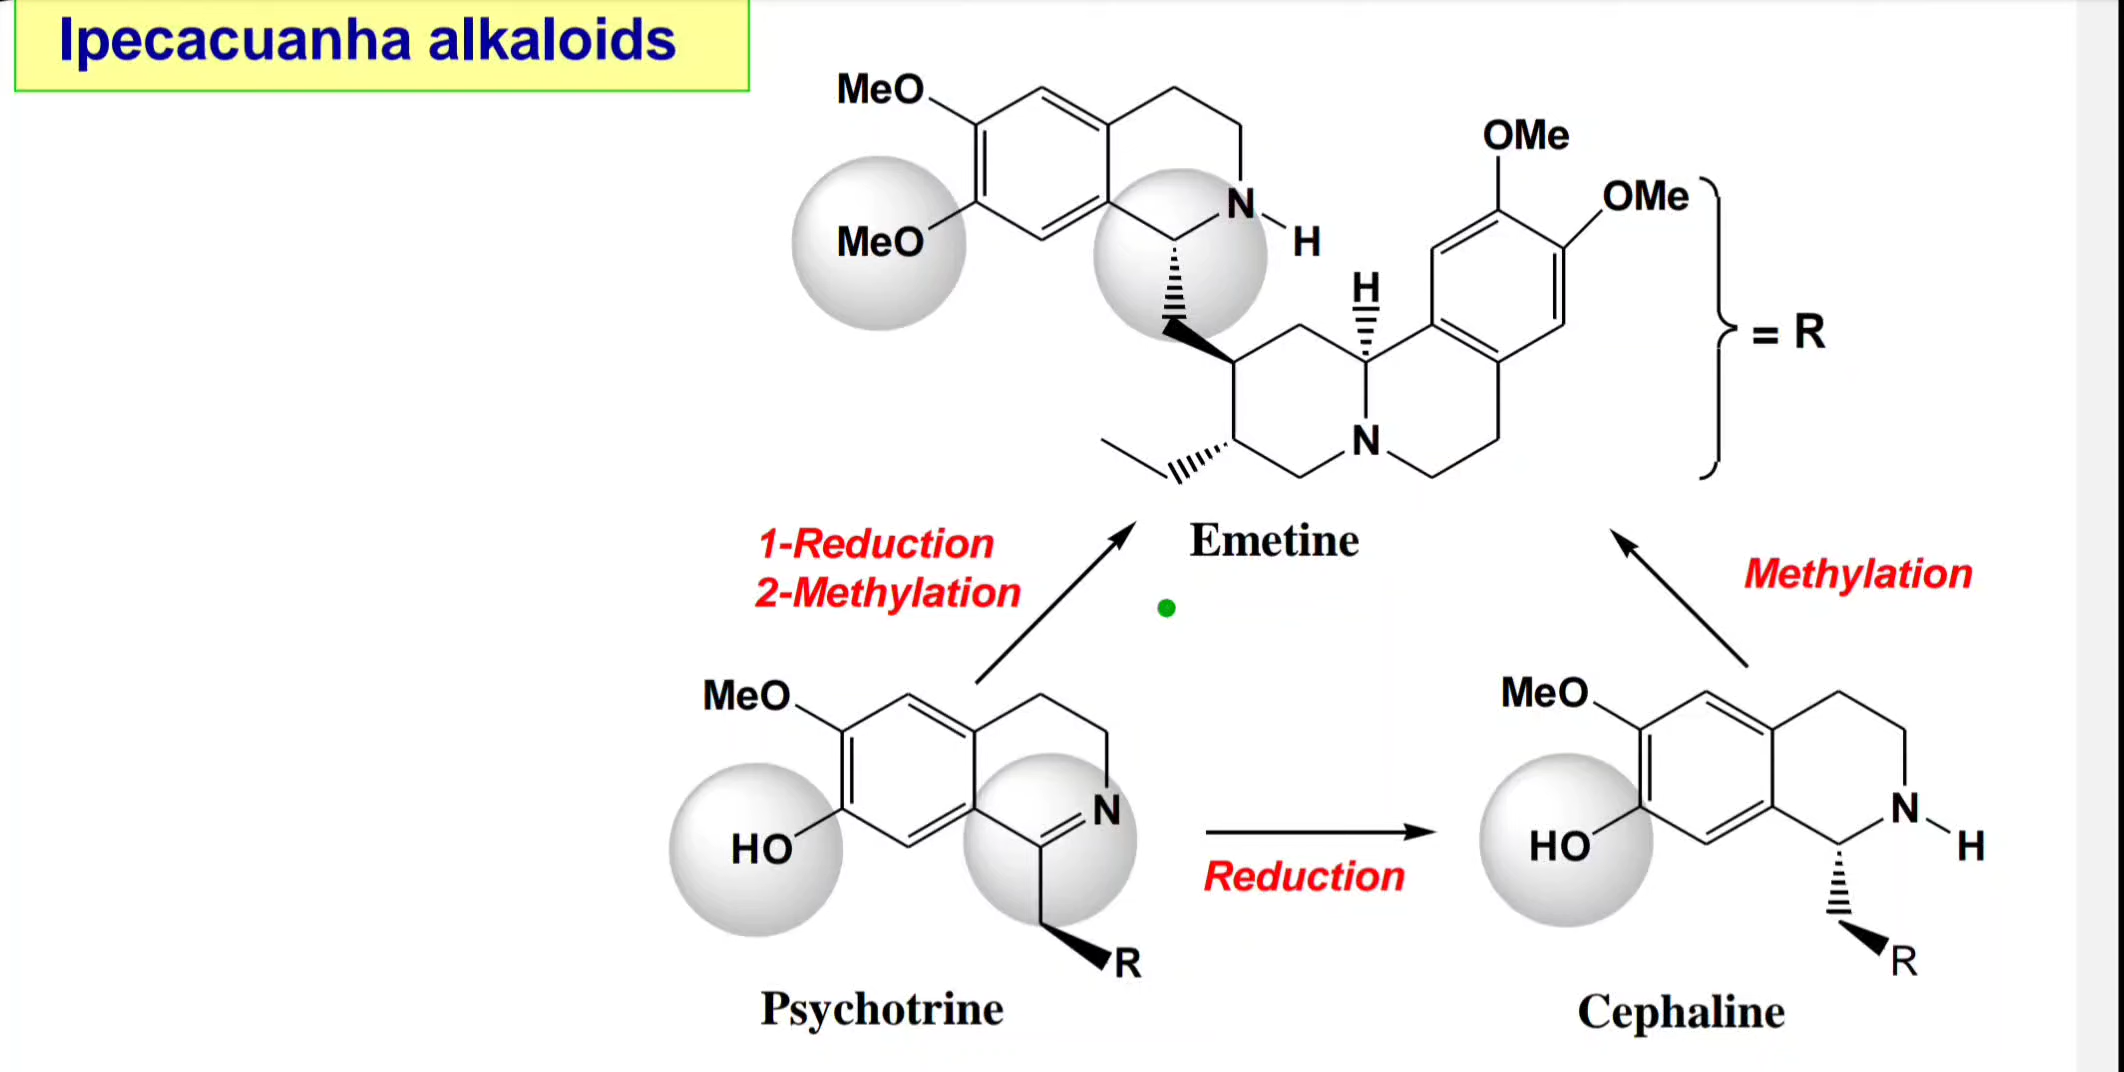 Ipecacuanha alkaloids
MeO
MeO
N
H
OMe
OMe
H
N
= R
Emetine
1-Reduction
2-Methylation
Methylation
MeO
HO
N
R
Psychotrine
Reduction
MeO
HO
N
H
R
Cephaline